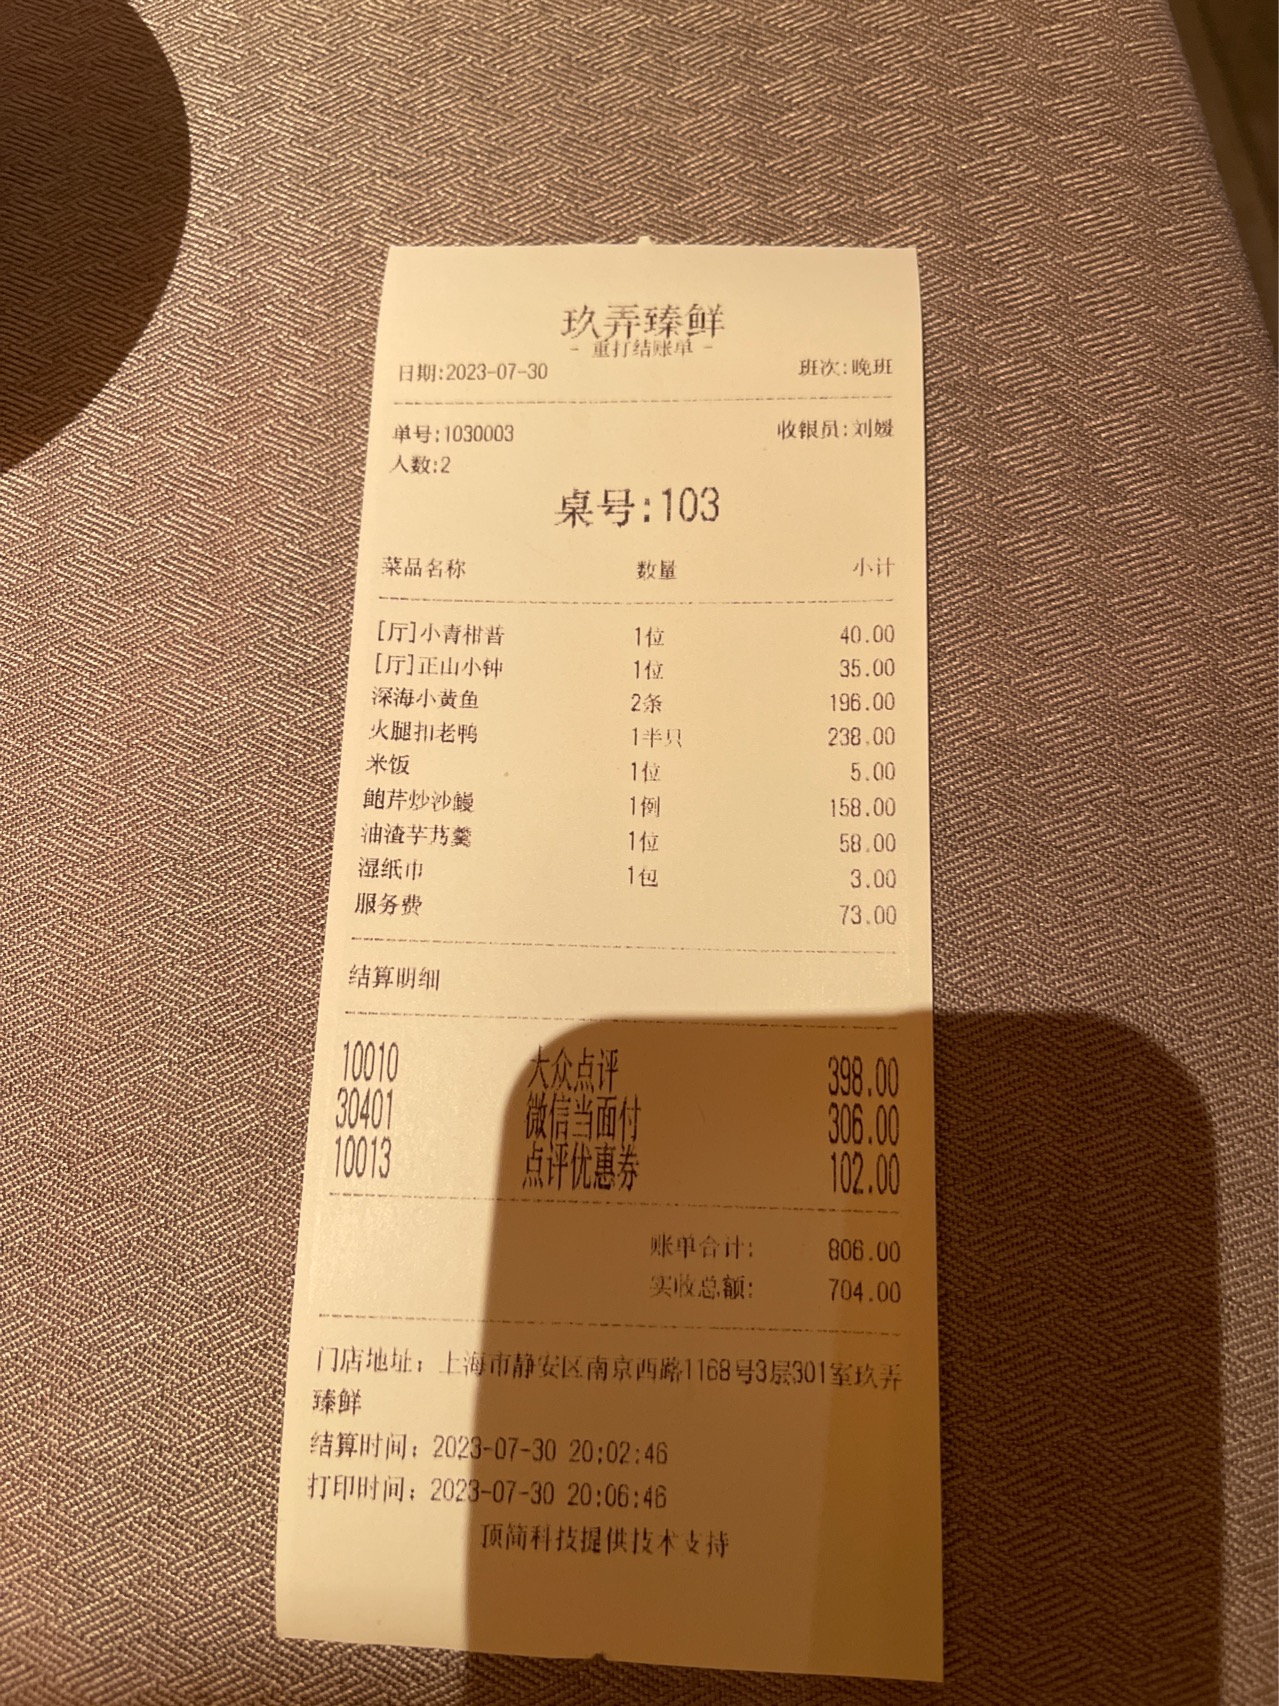 玖弄臻鲜
- 重打结账单 -
日期:2023-07-30 班次:晚班
单号:1030003 收银员:刘媛
人数:2
桌号:103
菜品名称 数量 小计
[厅]小青柑普 1位 40.00
[厅]正山小钟 1位 35.00
深海小黄鱼 2条 196.00
火腿扣老鸭 1半只 238.00
米饭 1位 5.00
鲍芹炒沙鳗 1例 158.00
油渣芋艿羹 1位 58.00
湿纸巾 1包 3.00
服务费 73.00
结算明细
10010 大众点评 398.00
30401 微信当面付 306.00
10013 点评优惠券 102.00
账单合计: 806.00
实收总额: 704.00
门店地址：上海市静安区南京西路1168号3层301室玖弄
臻鲜
结算时间：2023-07-30 20:02:46
打印时间：2023-07-30 20:06:46
顶简科技提供技术支持